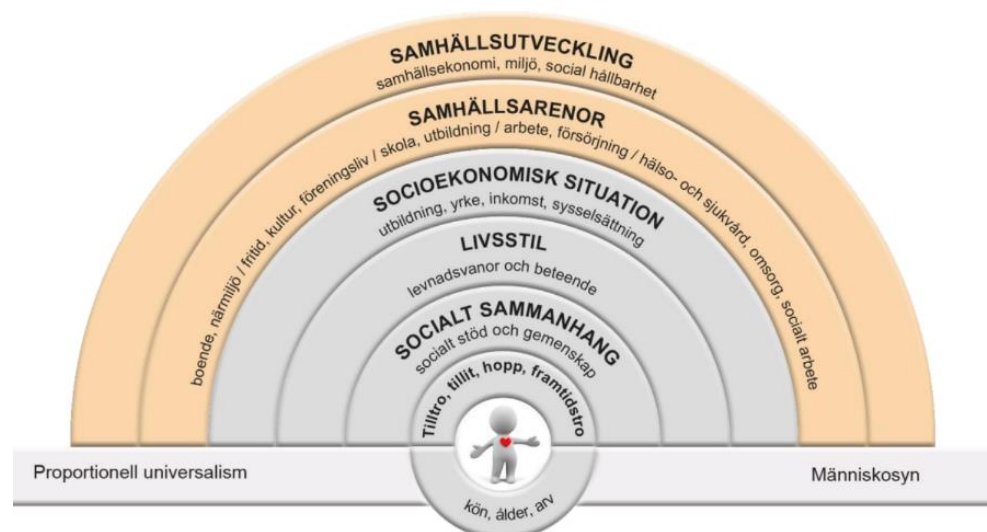 SAMHÄLLSUTVECKLING
samhällsekonomi, miljö, social hållbarhet
SAMHÄLLSARENOR
boende, närmiljö / fritid, kultur, föreningsliv / skola, utbildning / arbete, försörjning / hälso- och sjukvård, omsorg, socialt arbete
SOCIOEKONOMISK SITUATION
utbildning, yrke, inkomst, sysselsättning
LIVSSTIL
levnadsvanor och beteende
SOCIALT SAMMANHANG
socialt stöd och gemenskap
Tilltro, tillit, hopp, framtidstro
Proportionell universalism
Människosyn
kön, ålder, arv